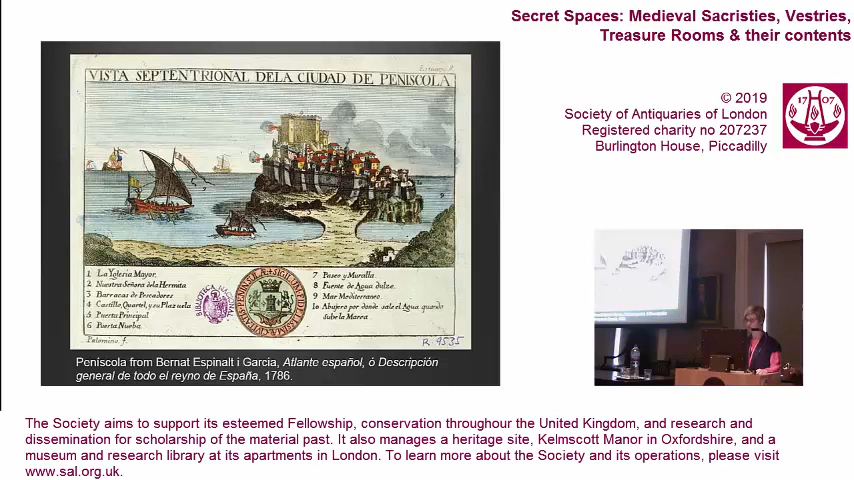 Secret Spaces: Medieval Sacristies, Vestries,
Treasure Rooms & their contents
© 2019
Society of Antiquaries of London
Registered charity no 207237
Burlington House, Piccadilly
1707
VISTA SEPTENTRIONAL DELA CIUDAD DE PENISCOLA
1 La Yglesia Mayor.
2 Nuestra Señora de la Hermita
3 Barracas de Pescadores
4 Castillo, Quartel, y su Plazuela
5 Puerta Principal
6 Puerta Nueba
7 Paseo y Muralla.
8 Fuente de Agua dulze.
9 Mar Mediterraneo.
10 Abujero por donde sale el Agua quando
sube la Marea
Palomino, f.
R. 9535
Peníscola from Bernat Espinalt i Garcia, Atlante español, ó Descripción
general de todo el reyno de España, 1786.
The Society aims to support its esteemed Fellowship, conservation throughour the United Kingdom, and research and
dissemination for scholarship of the material past. It also manages a heritage site, Kelmscott Manor in Oxfordshire, and a
museum and research library at its apartments in London. To learn more about the Society and its operations, please visit
www.sal.org.uk.